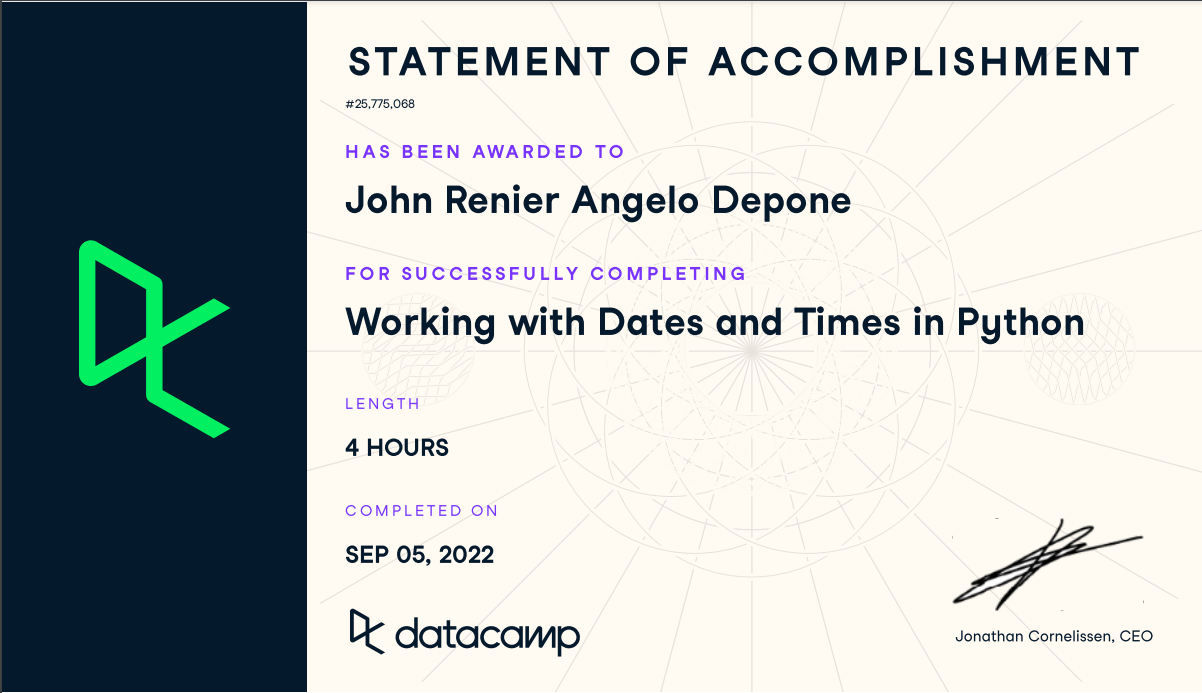 STATEMENT OF ACCOMPLISHMENT
#25,775,068
HAS BEEN AWARDED TO
John Renier Angelo Depone
FOR SUCCESSFULLY COMPLETING
Working with Dates and Times in Python
LENGTH
4 HOURS
COMPLETED ON
SEP 05, 2022
datacamp
Jonathan Cornelissen, CEO